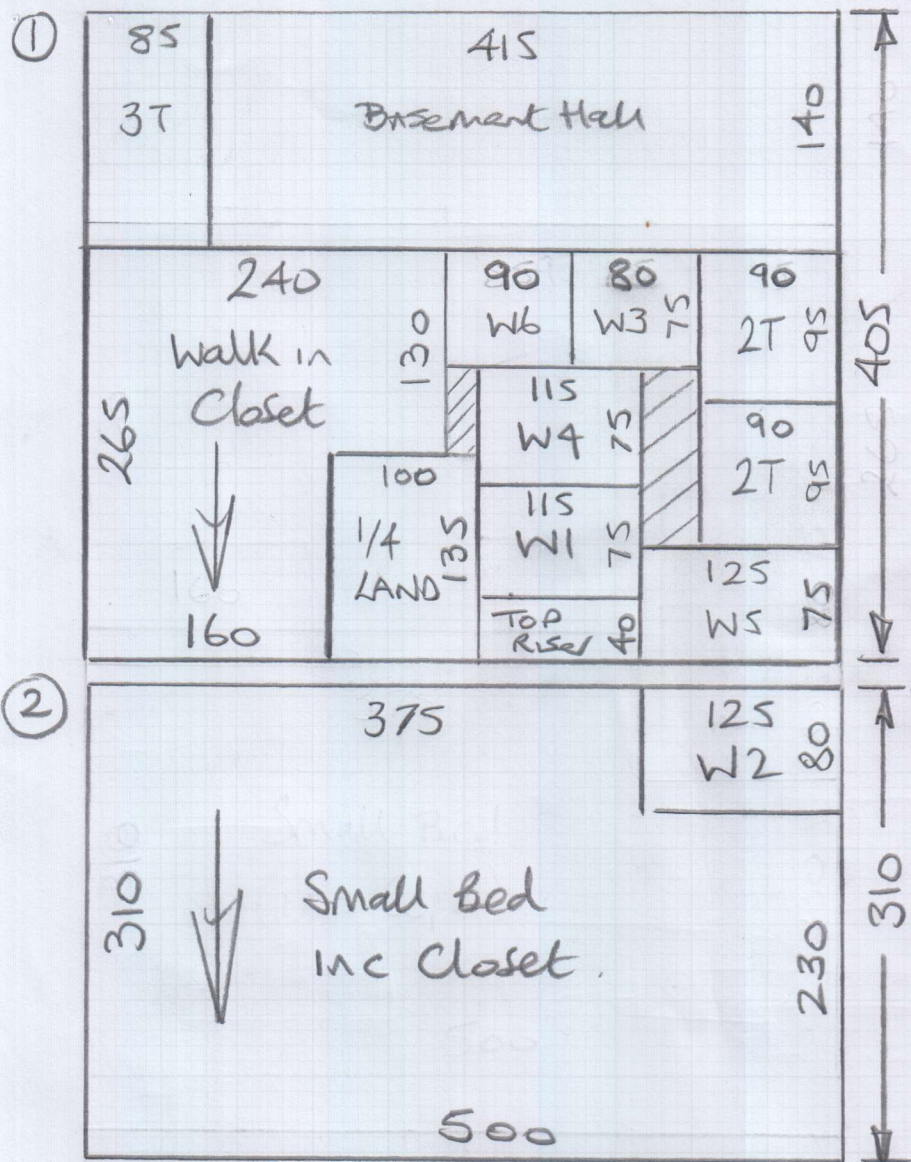 1
85
415
3T
Basement Hall
140
240
90
80
90
W6
W3
75
2T
95
130
Walk in
Closet
115
W4
75
405
265
90
2T
95
100
1/4
LAND
135
115
W1
75
125
W5
75
TOP
Riser
40
160
2
375
125
W2
80
310
Small Bed
Inc Closet.
230
310
500